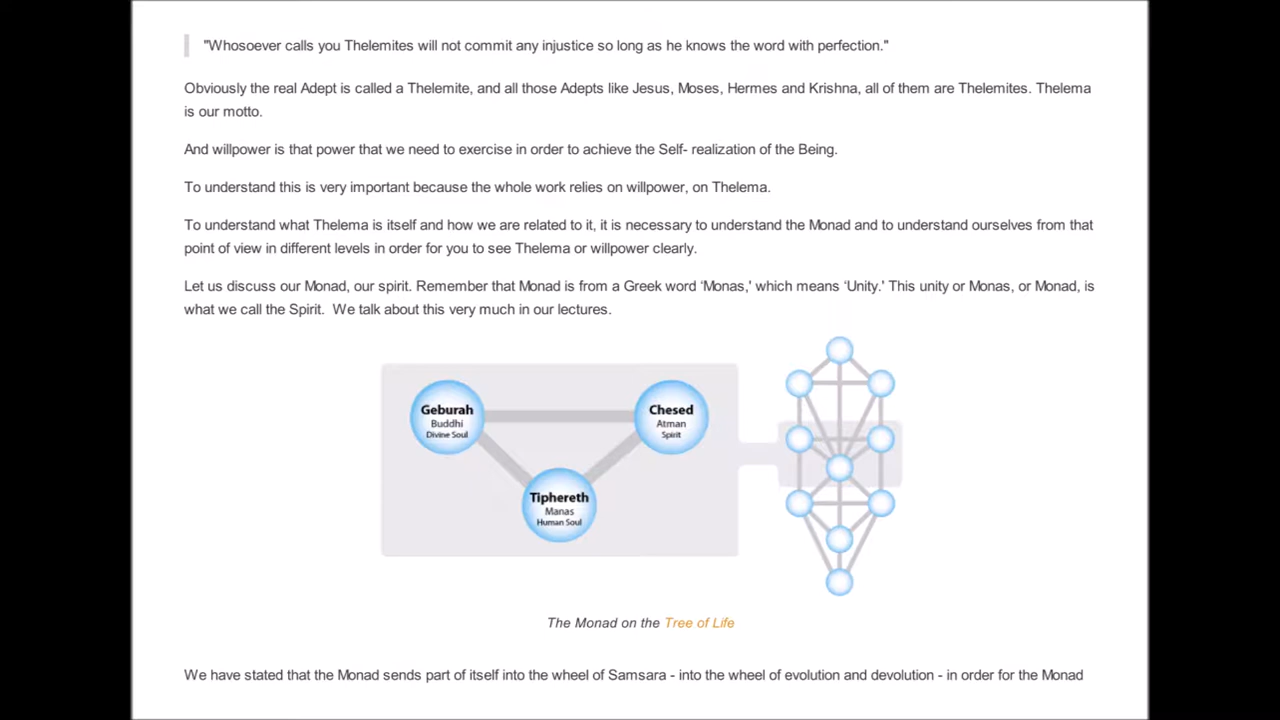 "Whosoever calls you Thelemites will not commit any injustice so long as he knows the word with perfection."
Obviously the real Adept is called a Thelemite, and all those Adepts like Jesus, Moses, Hermes and Krishna, all of them are Thelemites. Thelema
is our motto.
And willpower is that power that we need to exercise in order to achieve the Self- realization of the Being.
To understand this is very important because the whole work relies on willpower, on Thelema.
To understand what Thelema is itself and how we are related to it, it is necessary to understand the Monad and to understand ourselves from that
point of view in different levels in order for you to see Thelema or willpower clearly.
Let us discuss our Monad, our spirit. Remember that Monad is from a Greek word ‘Monas,' which means ‘Unity.' This unity or Monas, or Monad, is
what we call the Spirit.  We talk about this very much in our lectures.
Geburah
Buddhi
Divine Soul
Chesed
Atman
Spirit
Tiphereth
Manas
Human Soul
The Monad on the Tree of Life
We have stated that the Monad sends part of itself into the wheel of Samsara - into the wheel of evolution and devolution - in order for the Monad